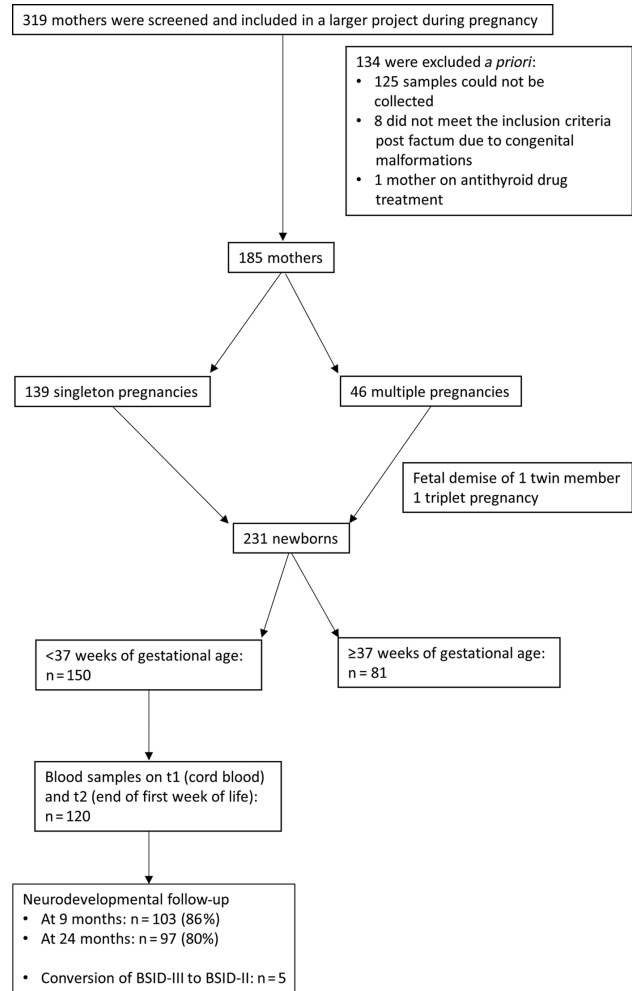 319 mothers were screened and included in a larger project during pregnancy
134 were excluded a priori:
• 125 samples could not be
collected
• 8 did not meet the inclusion criteria
post factum due to congenital
malformations
• 1 mother on antithyroid drug
treatment
185 mothers
139 singleton pregnancies
46 multiple pregnancies
Fetal demise of 1 twin member
1 triplet pregnancy
231 newborns
<37 weeks of gestational age:
n = 150
≥37 weeks of gestational age:
n = 81
Blood samples on t1 (cord blood)
and t2 (end of first week of life):
n = 120
Neurodevelopmental follow-up
• At 9 months: n = 103 (86%)
• At 24 months: n = 97 (80%)
• Conversion of BSID-III to BSID-II: n = 5